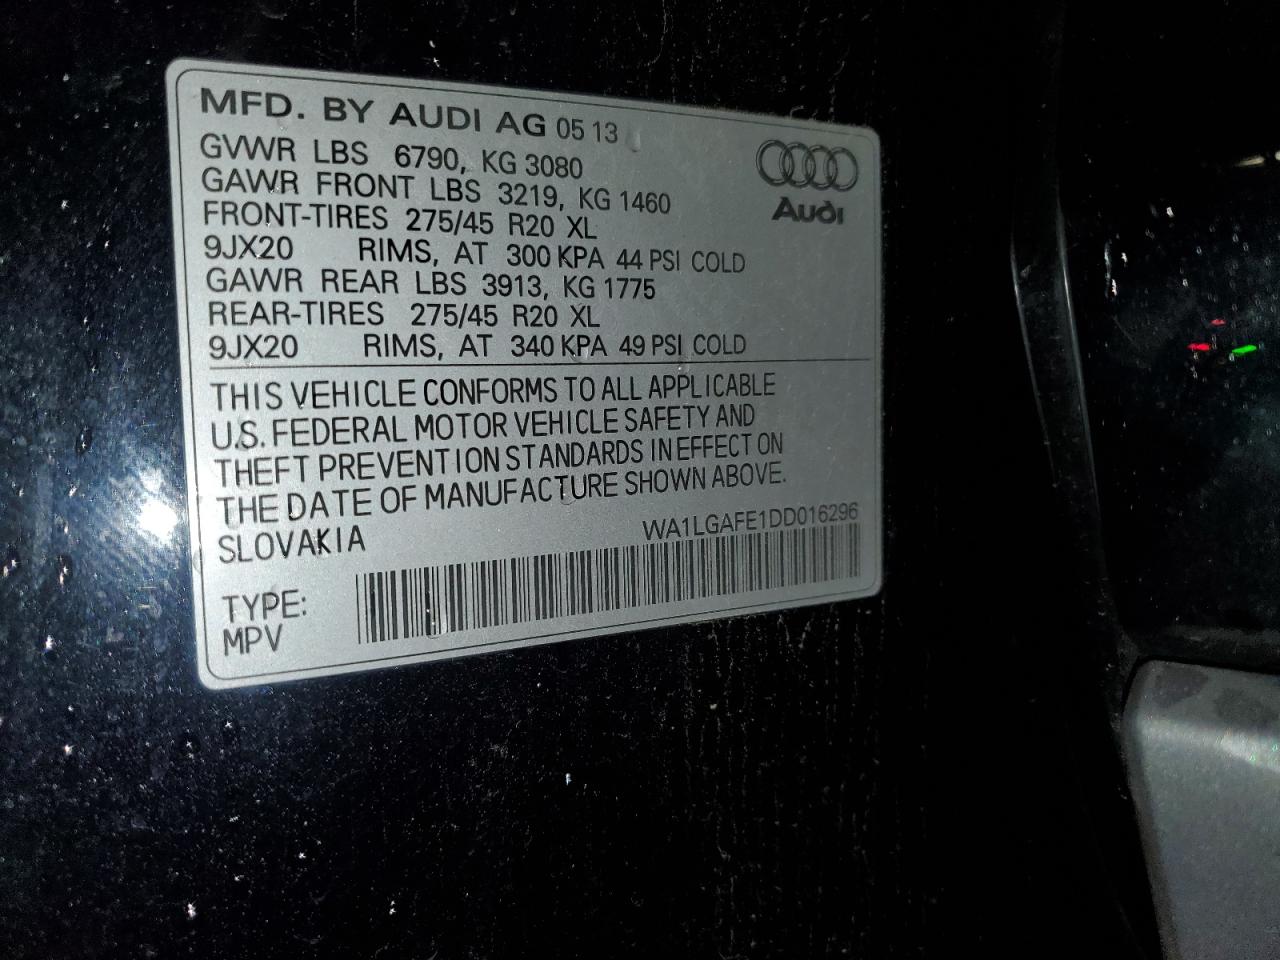 MFD. BY AUDI AG 05 13
GVWR LBS 6790, KG 3080
GAWR FRONT LBS 3219, KG 1460
FRONT-TIRES 275/45 R20 XL
9JX20 RIMS, AT 300 KPA 44 PSI COLD
GAWR REAR LBS 3913, KG 1775
REAR-TIRES 275/45 R20 XL
9JX20 RIMS, AT 340 KPA 49 PSI COLD
Audi
THIS VEHICLE CONFORMS TO ALL APPLICABLE
U.S. FEDERAL MOTOR VEHICLE SAFETY AND
THEFT PREVENTION STANDARDS IN EFFECT ON
THE DATE OF MANUFACTURE SHOWN ABOVE.
SLOVAKIA WA1LGAFE1DD016296
TYPE:
MPV